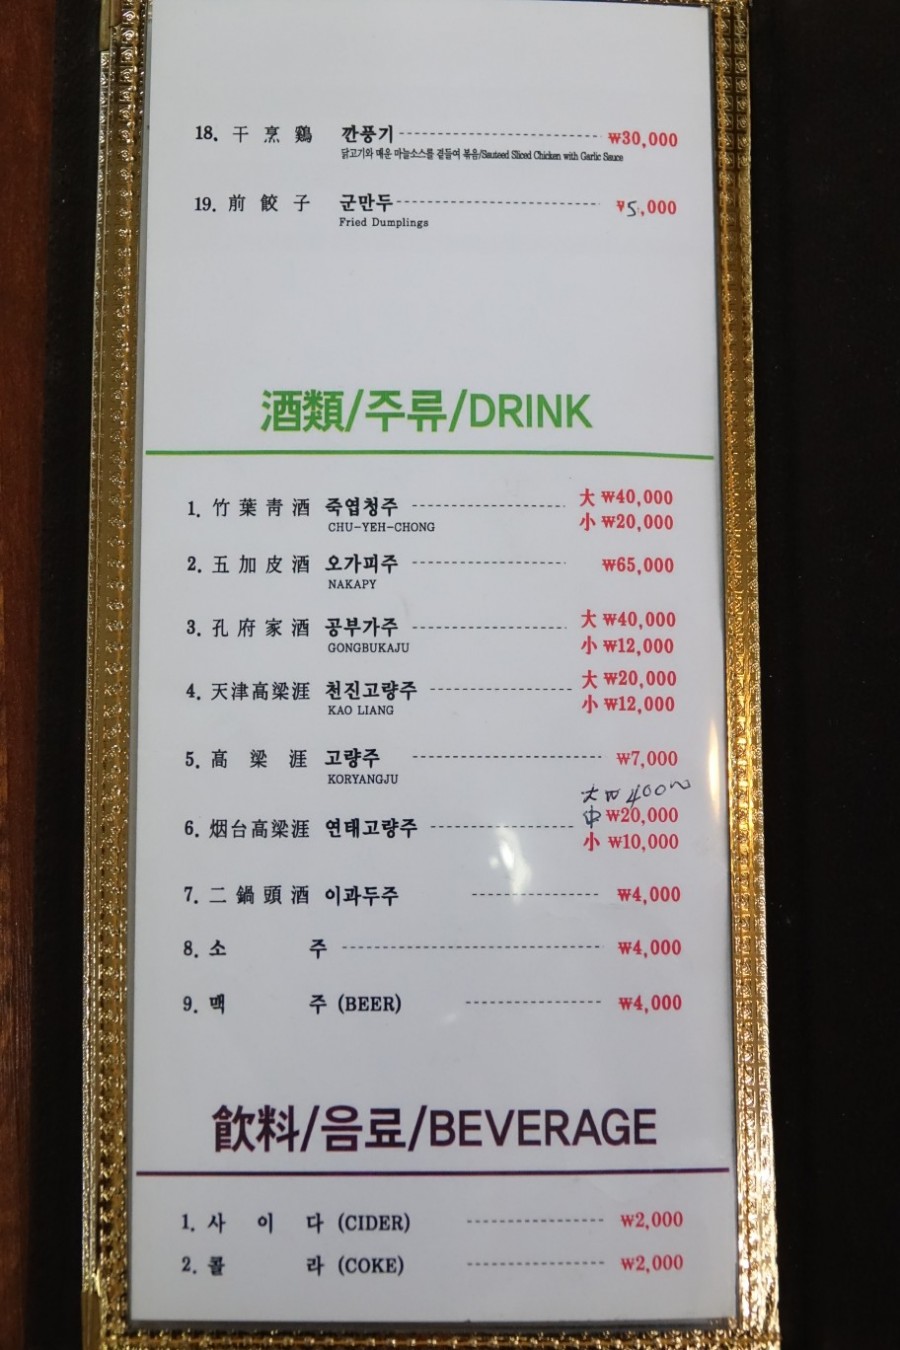 18. 干烹鷄 깐풍기 ₩30,000
닭고기와 매운 마늘소스를 곁들여 볶음/Sauteed Sliced Chicken with Garlic Sauce
19. 前餃子 군만두 ₩5,000
Fried Dumplings
酒類/주류/DRINK
1. 竹葉靑酒 죽엽청주 大 ₩40,000
CHU-YEH-CHONG 小 ₩20,000
2. 五加皮酒 오가피주 ₩65,000
NAKAPY
3. 孔府家酒 공부가주 大 ₩40,000
GONGBUKAJU 小 ₩12,000
4. 天津高梁涯 천진고량주 大 ₩20,000
KAO LIANG 小 ₩12,000
5. 高梁涯 고량주 ₩7,000
KORYANGJU
大 ₩
中 ₩20,000
6. 烟台高梁涯 연태고량주
小 ₩10,000
7. 二鍋頭酒 이과두주 ₩4,000
8. 소주 ₩4,000
9. 맥주 (BEER) ₩4,000
飮料/음료/BEVERAGE
1. 사이다 (CIDER) ₩2,000
2. 콜라 (COKE) ₩2,000